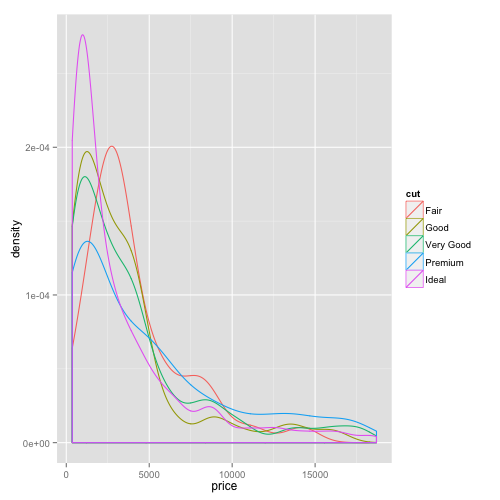 density
2e-04
1e-04
0e+00
0
5000
10000
15000
price
cut
Fair
Good
Very Good
Premium
Ideal